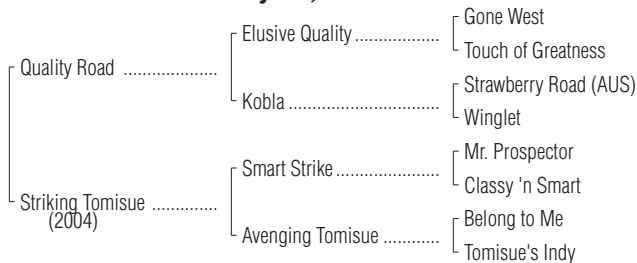 Gone West
Elusive Quality ..................
Touch of Greatness
Quality Road ....................
Strawberry Road (AUS)
Kobla ................................
Winglet
Mr. Prospector
Smart Strike ......................
Classy 'n Smart
Striking Tomisue ..............
(2004)
Belong to Me
Avenging Tomisue ............
Tomisue's Indy